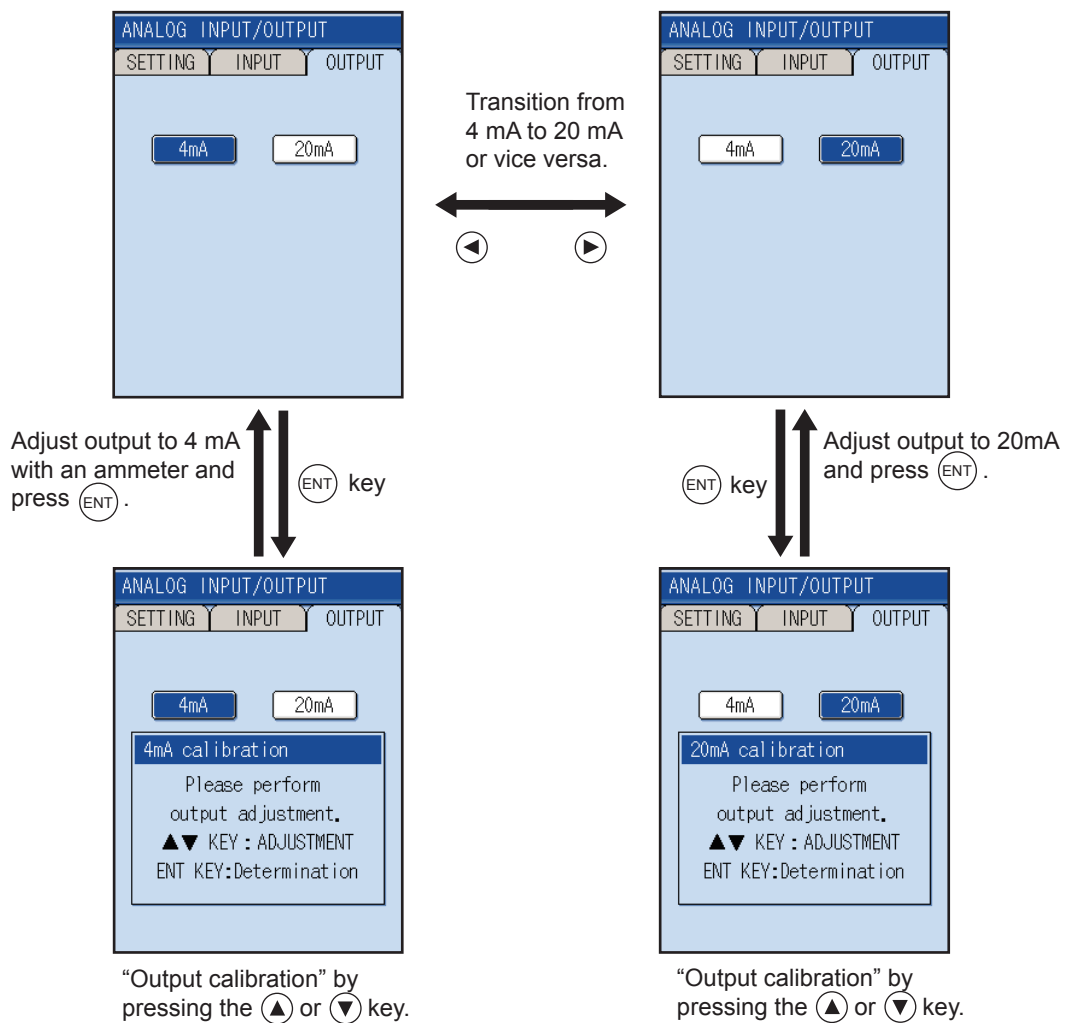 ANALOG INPUT/OUTPUT
SETTING INPUT OUTPUT
4mA 20mA
Transition from
4 mA to 20 mA
or vice versa.
ANALOG INPUT/OUTPUT
SETTING INPUT OUTPUT
4mA 20mA
Adjust output to 4 mA
with an ammeter and
press ENT .
ENT key
ENT key
Adjust output to 20mA
and press ENT .
ANALOG INPUT/OUTPUT
SETTING INPUT OUTPUT
4mA 20mA
4mA calibration
Please perform
output adjustment.
▲▼ KEY : ADJUSTMENT
ENT KEY:Determination
“Output calibration” by
pressing the ▲ or ▼ key.
ANALOG INPUT/OUTPUT
SETTING INPUT OUTPUT
4mA 20mA
20mA calibration
Please perform
output adjustment.
▲▼ KEY : ADJUSTMENT
ENT KEY:Determination
“Output calibration” by
pressing the ▲ or ▼ key.